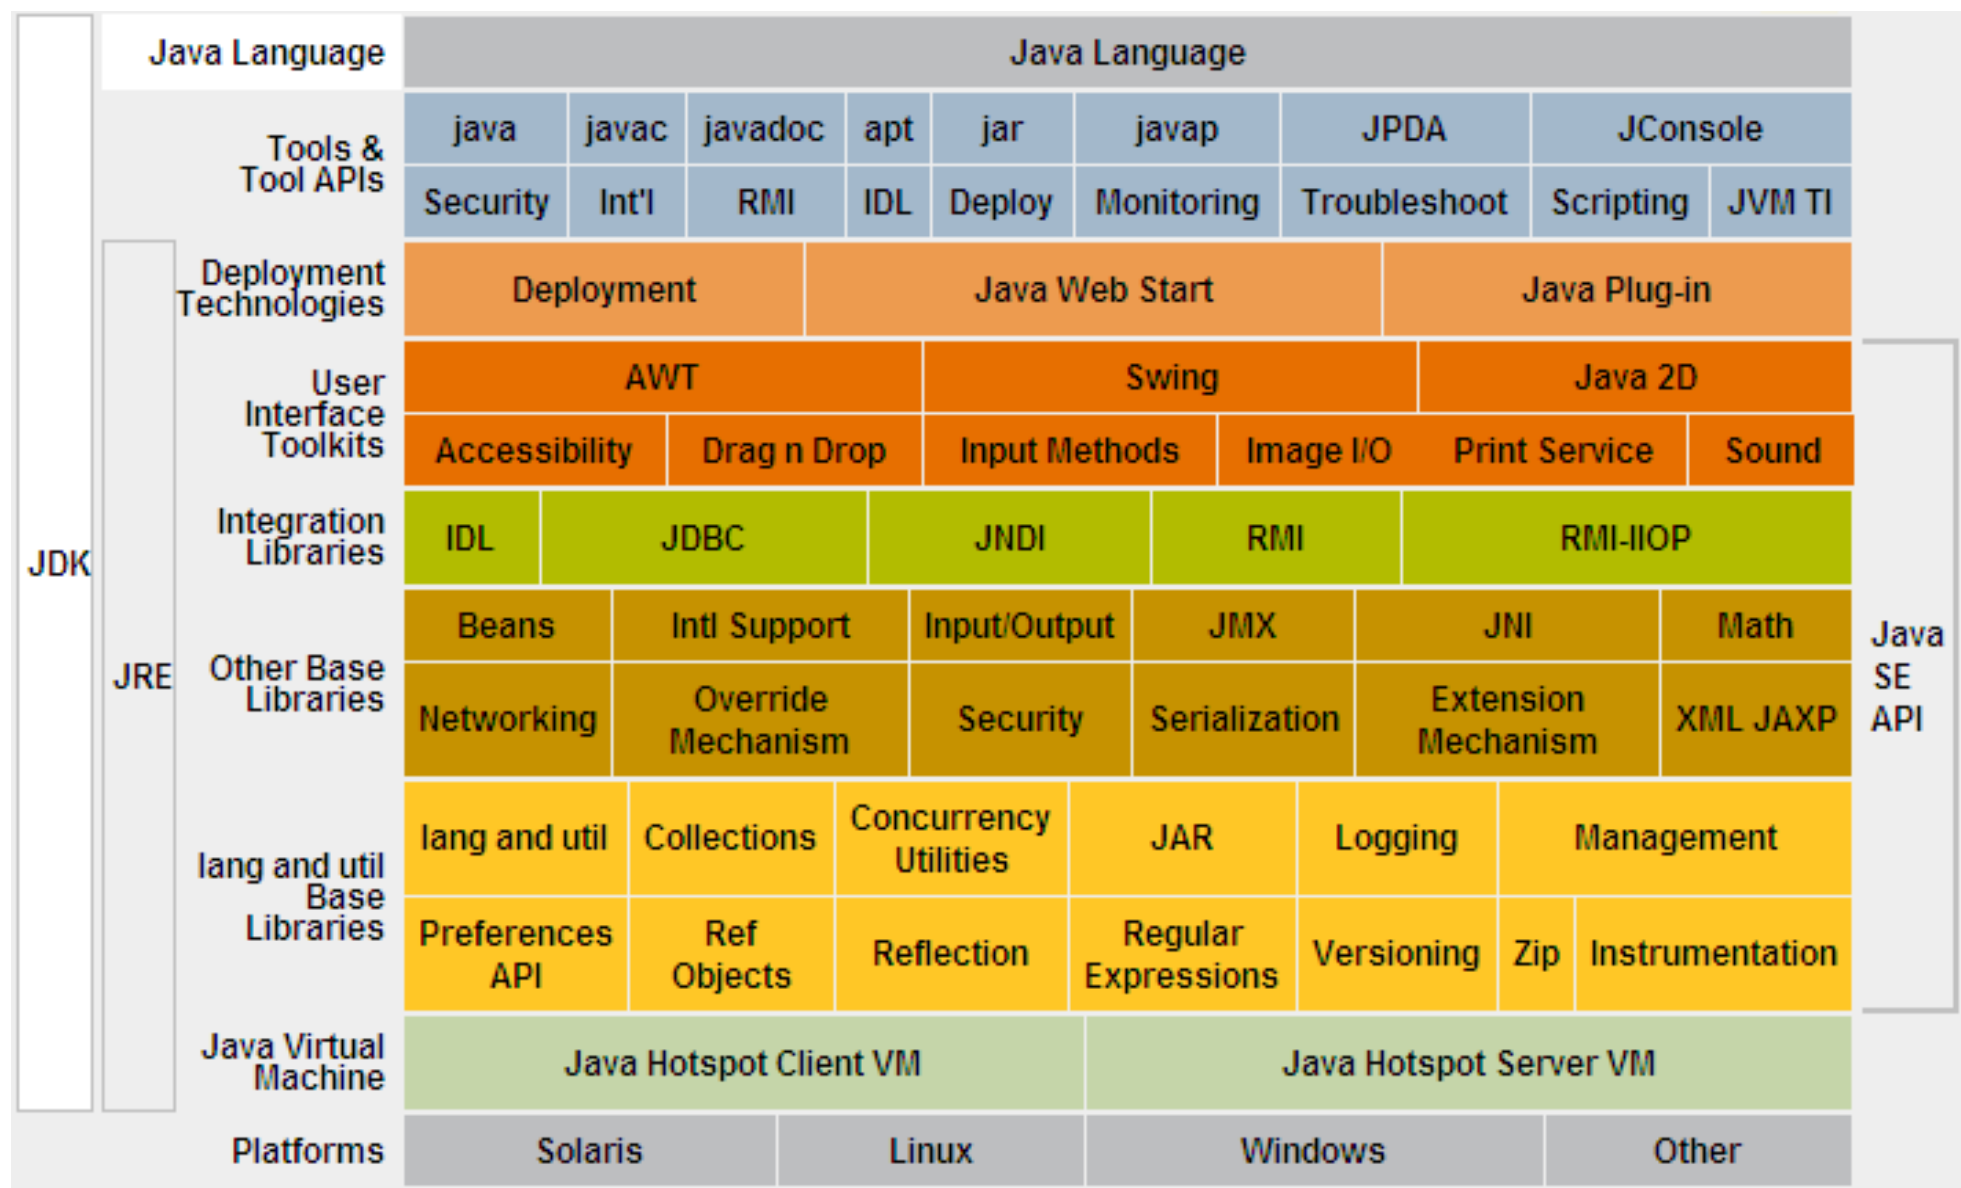 Java Language
Java Language
Tools &
Tool APIs
java javac javadoc apt jar javap JPDA JConsole
Security Int'l RMI IDL Deploy Monitoring Troubleshoot Scripting JVM TI
Deployment
Technologies
Deployment Java Web Start Java Plug-in
User
Interface
Toolkits
AWT Swing Java 2D
Accessibility Drag n Drop Input Methods Image I/O Print Service Sound
Integration
Libraries
IDL JDBC JNDI RMI RMI-IIOP
JDK
JRE
Other Base
Libraries
Beans Intl Support Input/Output JMX JNI Math
Networking
Override
Mechanism
Security
Serialization
Extension
Mechanism
XML JAXP
Java
SE
API
lang and util
Base
Libraries
lang and util
Collections
Concurrency
Utilities
JAR
Logging
Management
Preferences
API
Ref
Objects
Reflection
Regular
Expressions
Versioning
Zip
Instrumentation
Java Virtual
Machine
Java Hotspot Client VM Java Hotspot Server VM
Platforms
Solaris Linux Windows Other